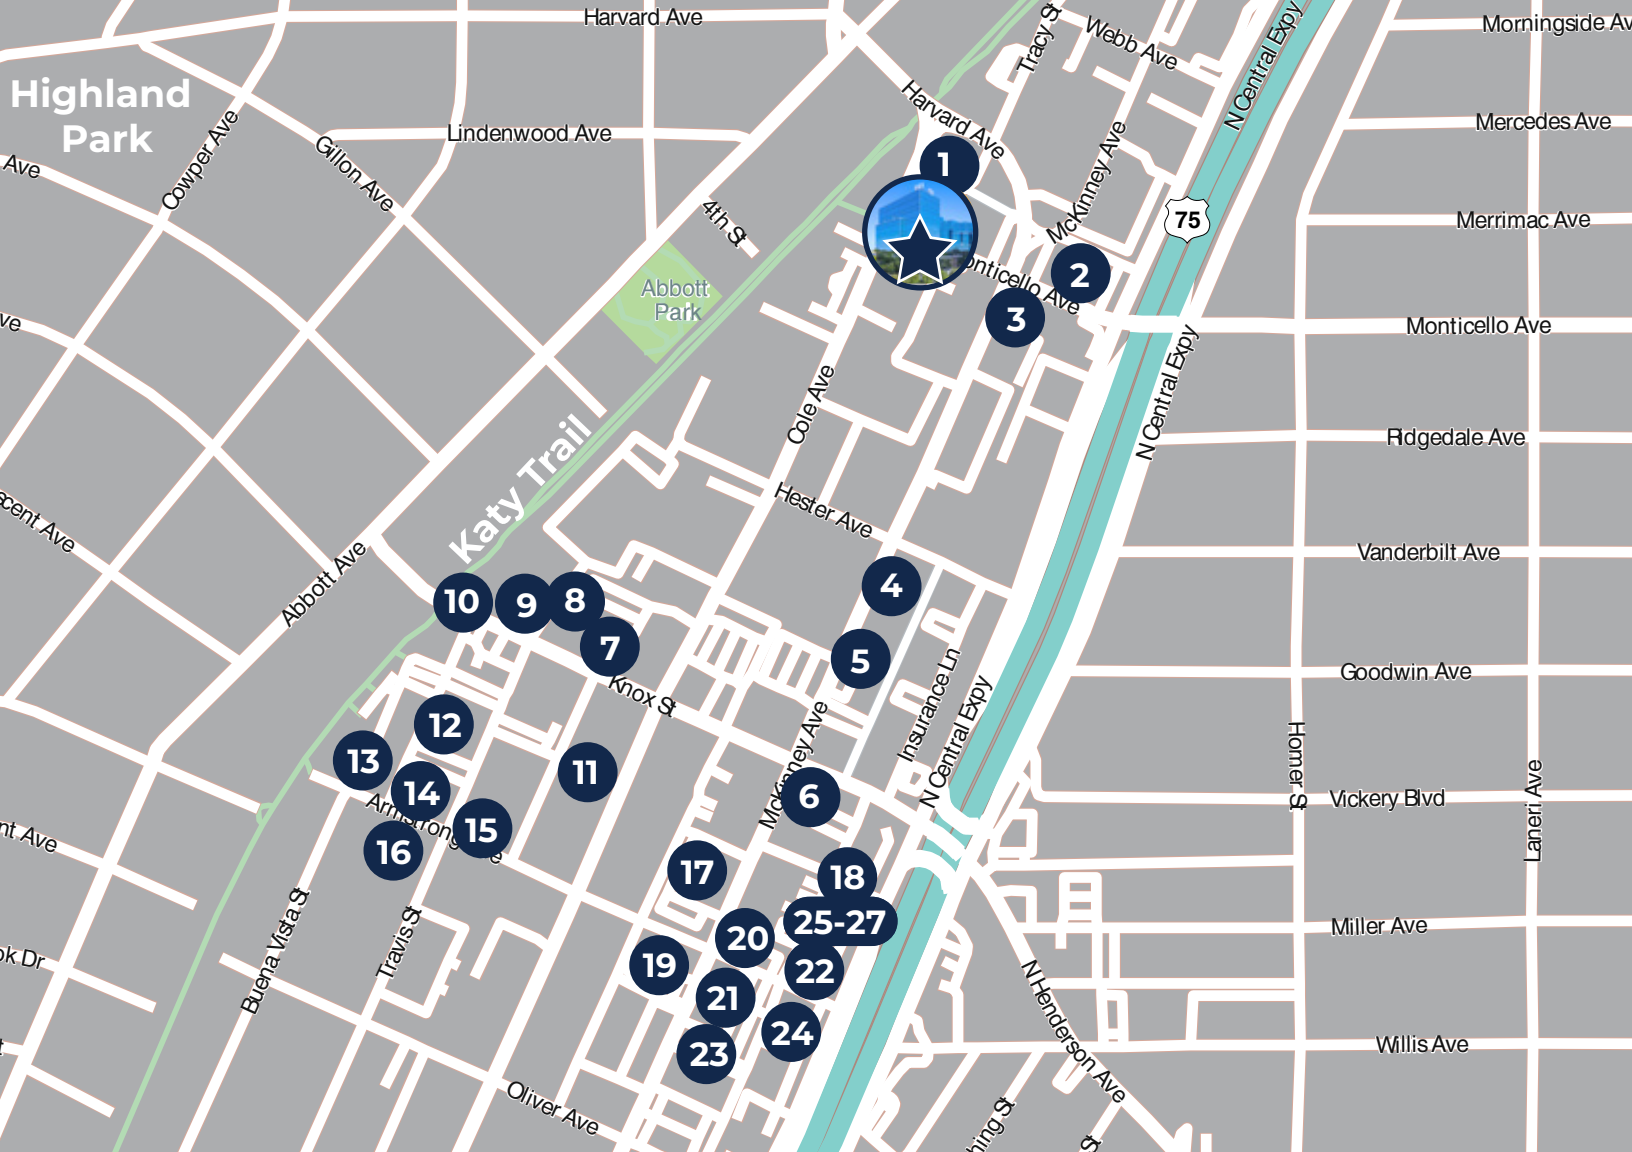 Harvard Ave
Morningside Av
Webb Ave
Tracy St
N Central Expy
Highland
Park
Harvard Ave
Mercedes Ave
Lindenwood Ave
Cowper Ave
Gillon Ave
Ave
McKinney Ave
1
4th St
75
Merrimac Ave
2
onticello Ave
3
Abbott
Park
ve
Monticello Ave
N Central Expy
Cole Ave
Katy Trail
Ridgedale Ave
Hester Ave
cent Ave
Vanderbilt Ave
Abbott Ave
4
10
9
8
7
5
Knox St
Insurance Ln
N Central Expy
Goodwin Ave
12
McKinney Ave
13
11
14
6
Homer St
Vickery Blvd
Laneri Ave
15
16
nt Ave
17
18
25-27
Miller Ave
20
Buena Vista St
Travis St
ok Dr
19
22
21
24
23
N Henderson Ave
Willis Ave
Oliver Ave
hing St
St